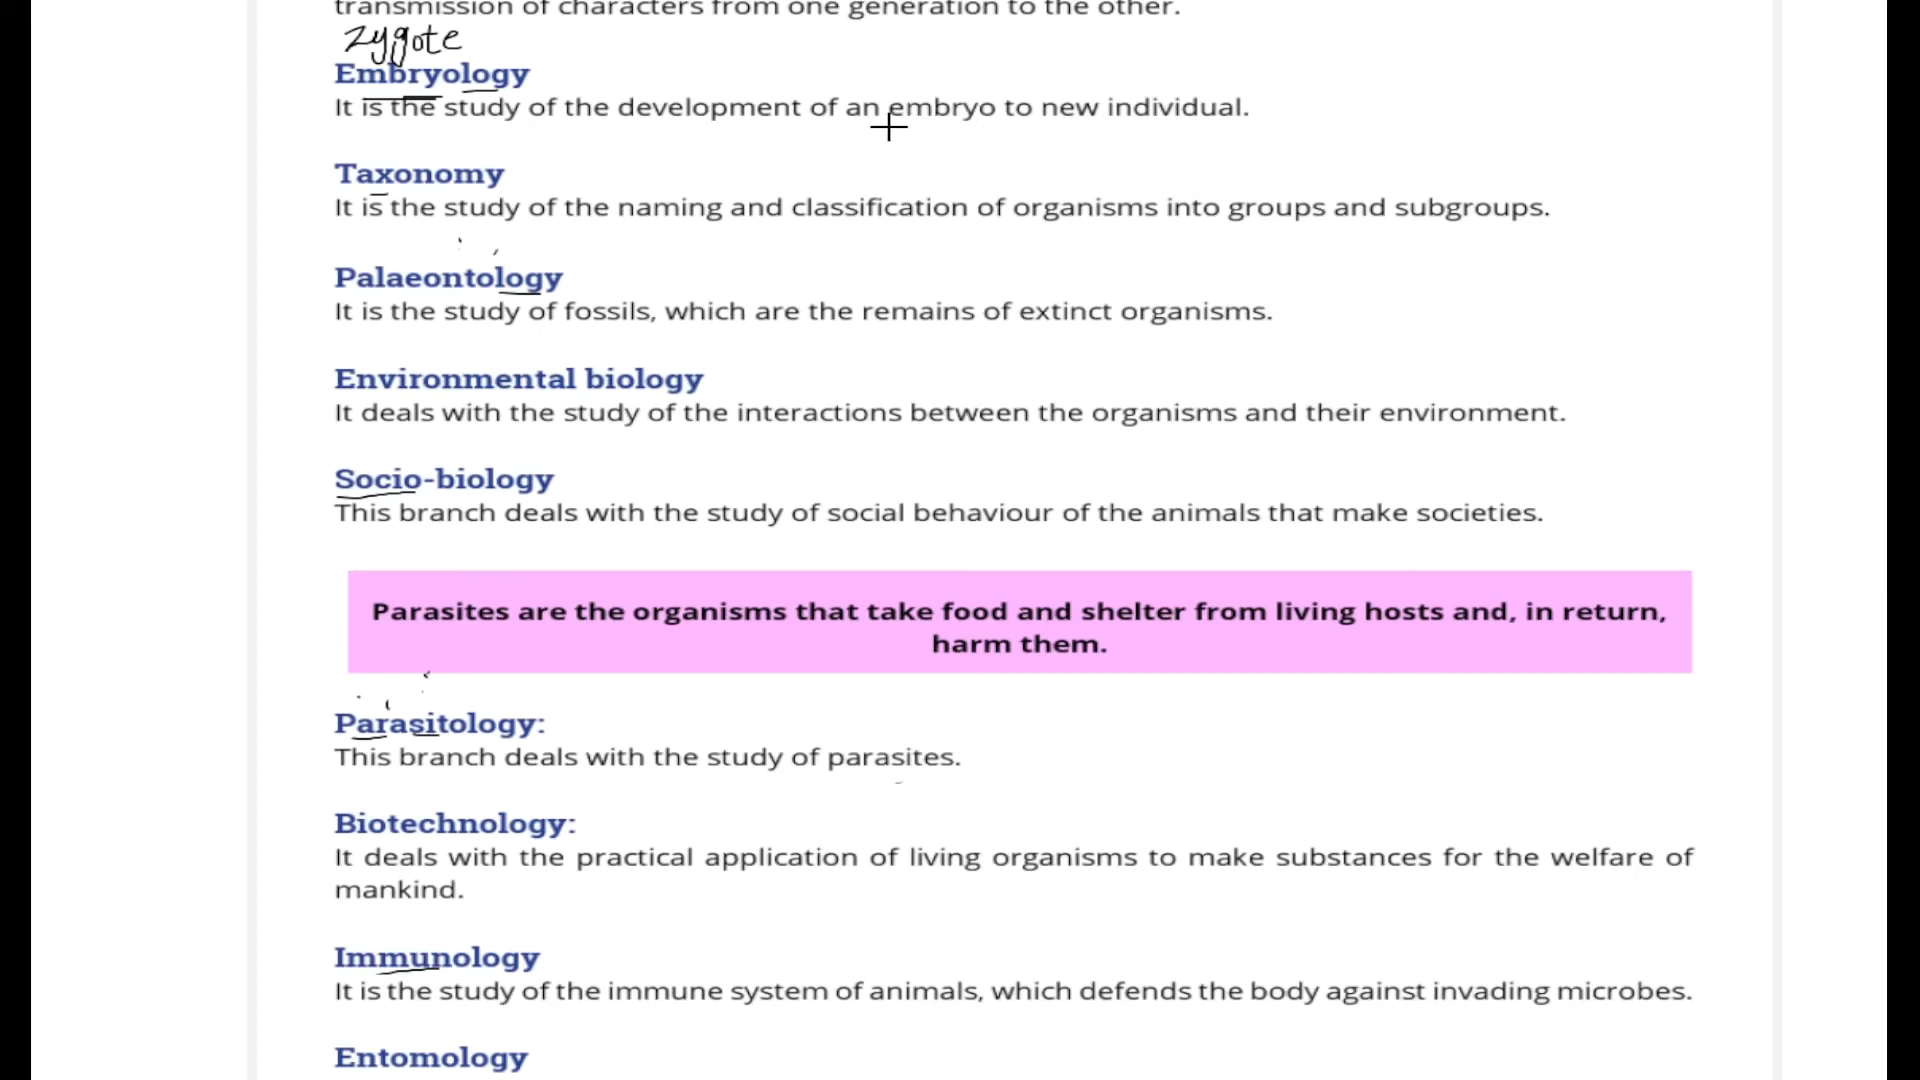 transmission of characters from one generation to the other.
Zygote
Embryology
It is the study of the development of an embryo to new individual.
Taxonomy
It is the study of the naming and classification of organisms into groups and subgroups.
Palaeontology
It is the study of fossils, which are the remains of extinct organisms.
Environmental biology
It deals with the study of the interactions between the organisms and their environment.
Socio-biology
This branch deals with the study of social behaviour of the animals that make societies.
Parasites are the organisms that take food and shelter from living hosts and, in return,
harm them.
Parasitology:
This branch deals with the study of parasites.
Biotechnology:
It deals with the practical application of living organisms to make substances for the welfare of
mankind.
Immunology
It is the study of the immune system of animals, which defends the body against invading microbes.
Entomology